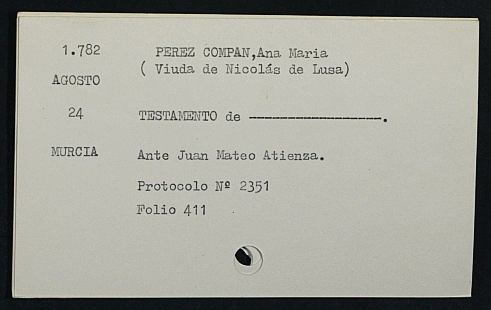 1.782 PEREZ COMPAN,Ana Maria
( Viuda de Nicolás de Lusa)
AGOSTO
24 TESTAMENTO de -----------------.
MURCIA Ante Juan Mateo Atienza.
Protocolo Nº 2351
Folio 411